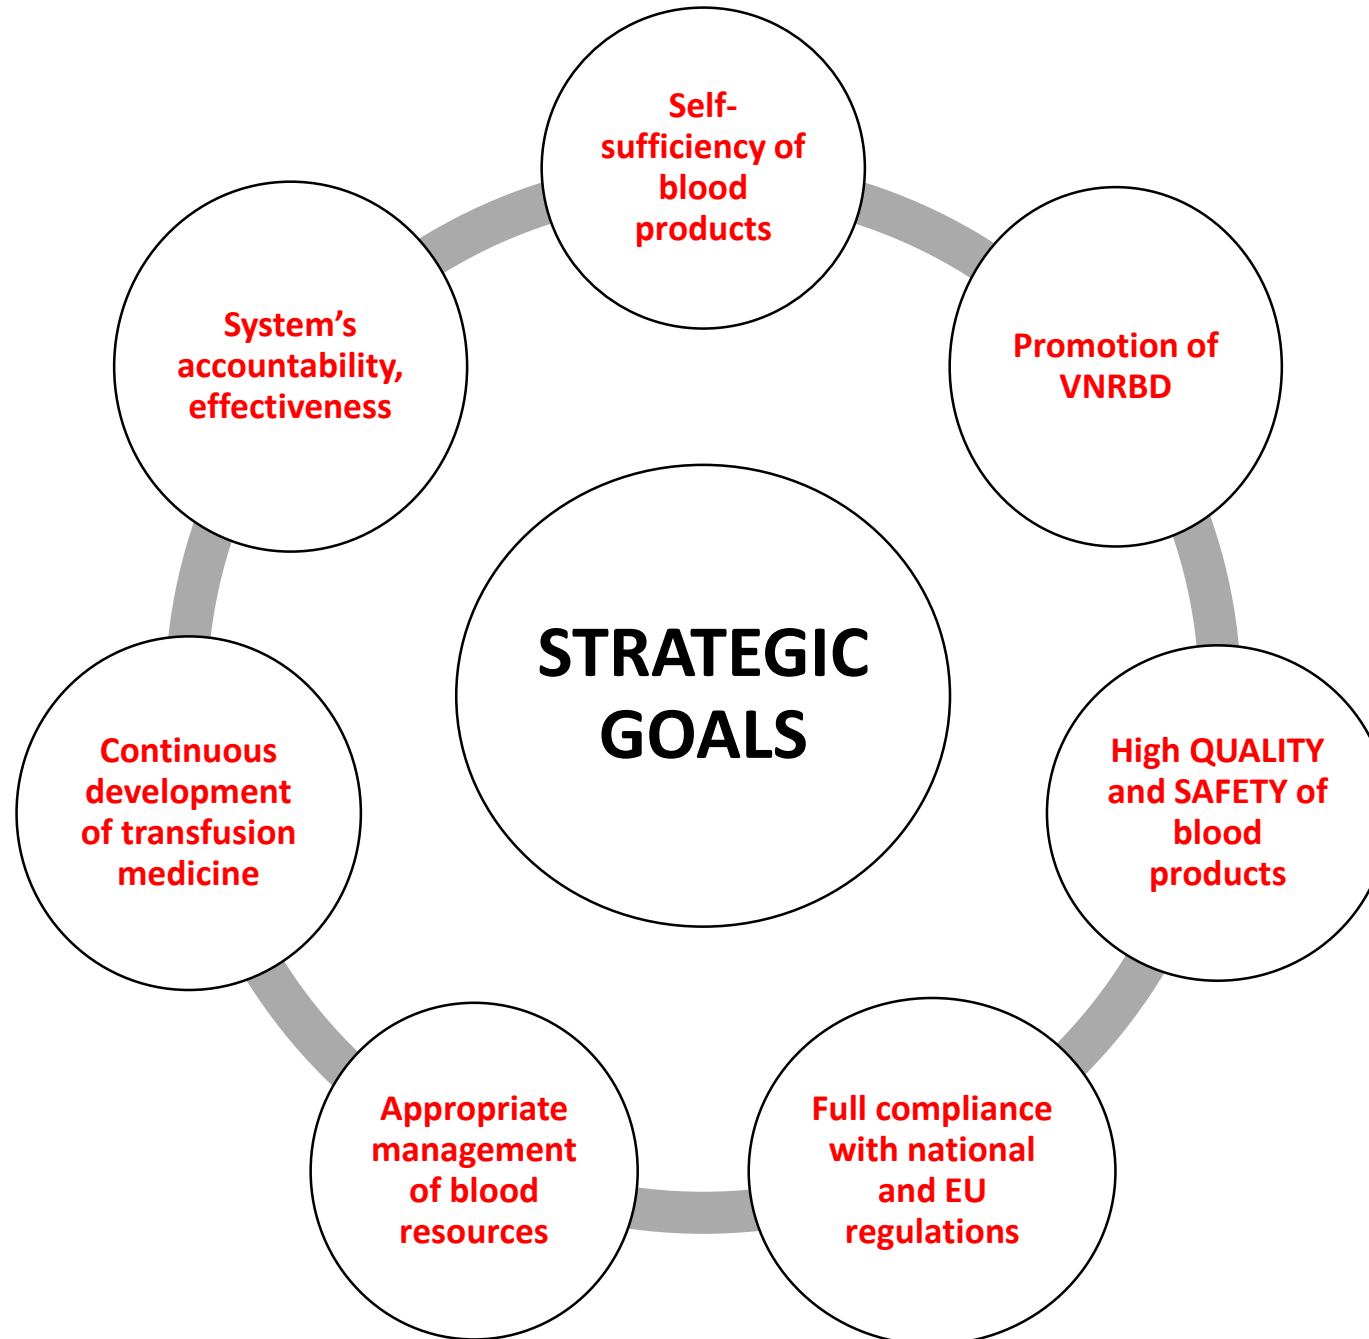 Self-
sufficiency of
blood
products
Promotion of
VNRBD
High QUALITY
and SAFETY of
blood
products
Full compliance
with national
and EU
regulations
Appropriate
management
of blood
resources
Continuous
development
of transfusion
medicine
System’s
accountability,
effectiveness
STRATEGIC
GOALS